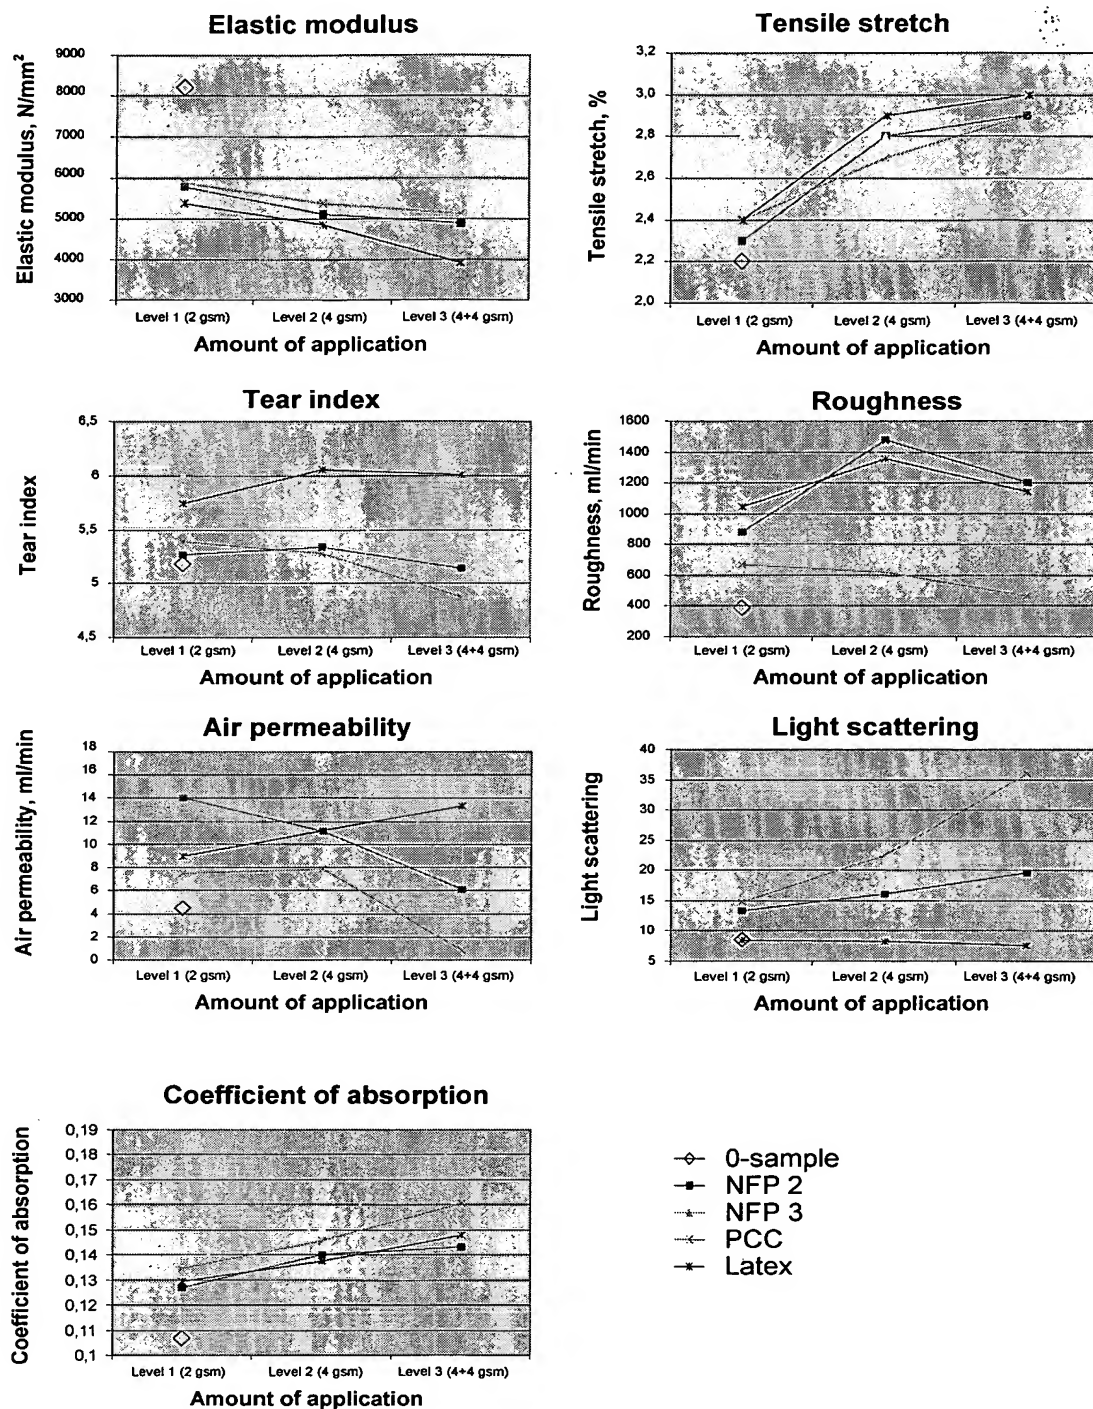 Elastic modulus
Elastic modulus, N/mm²
9000
8000
7000
6000
5000
4000
3000
Level 1 (2 gsm)
Level 2 (4 gsm)
Level 3 (4+4 gsm)
Amount of application
Tensile stretch
Tensile stretch, %
3,2
3,0
2,8
2,6
2,4
2,2
2,0
Level 1 (2 gsm)
Level 2 (4 gsm)
Level 3 (4+4 gsm)
Amount of application
Tear index
Tear index
6,5
6
5,5
5
4,5
Level 1 (2 gsm)
Level 2 (4 gsm)
Level 3 (4+4 gsm)
Amount of application
Roughness
Roughness, ml/min
1600
1400
1200
1000
800
600
400
200
Level 1 (2 gsm)
Level 2 (4 gsm)
Level 3 (4+4 gsm)
Amount of application
Air permeability
Air permeability, ml/min
18
16
14
12
10
8
6
4
2
0
Level 1 (2 gsm)
Level 2 (4 gsm)
Level 3 (4+4 gsm)
Amount of application
Light scattering
Light scattering
40
35
30
25
20
15
10
5
Level 1 (2 gsm)
Level 2 (4 gsm)
Level 3 (4+4 gsm)
Amount of application
Coefficient of absorption
Coefficient of absorption
0,19
0,18
0,17
0,16
0,15
0,14
0,13
0,12
0,11
0,1
Level 1 (2 gsm)
Level 2 (4 gsm)
Level 3 (4+4 gsm)
Amount of application
0-sample
NFP 2
NFP 3
PCC
Latex